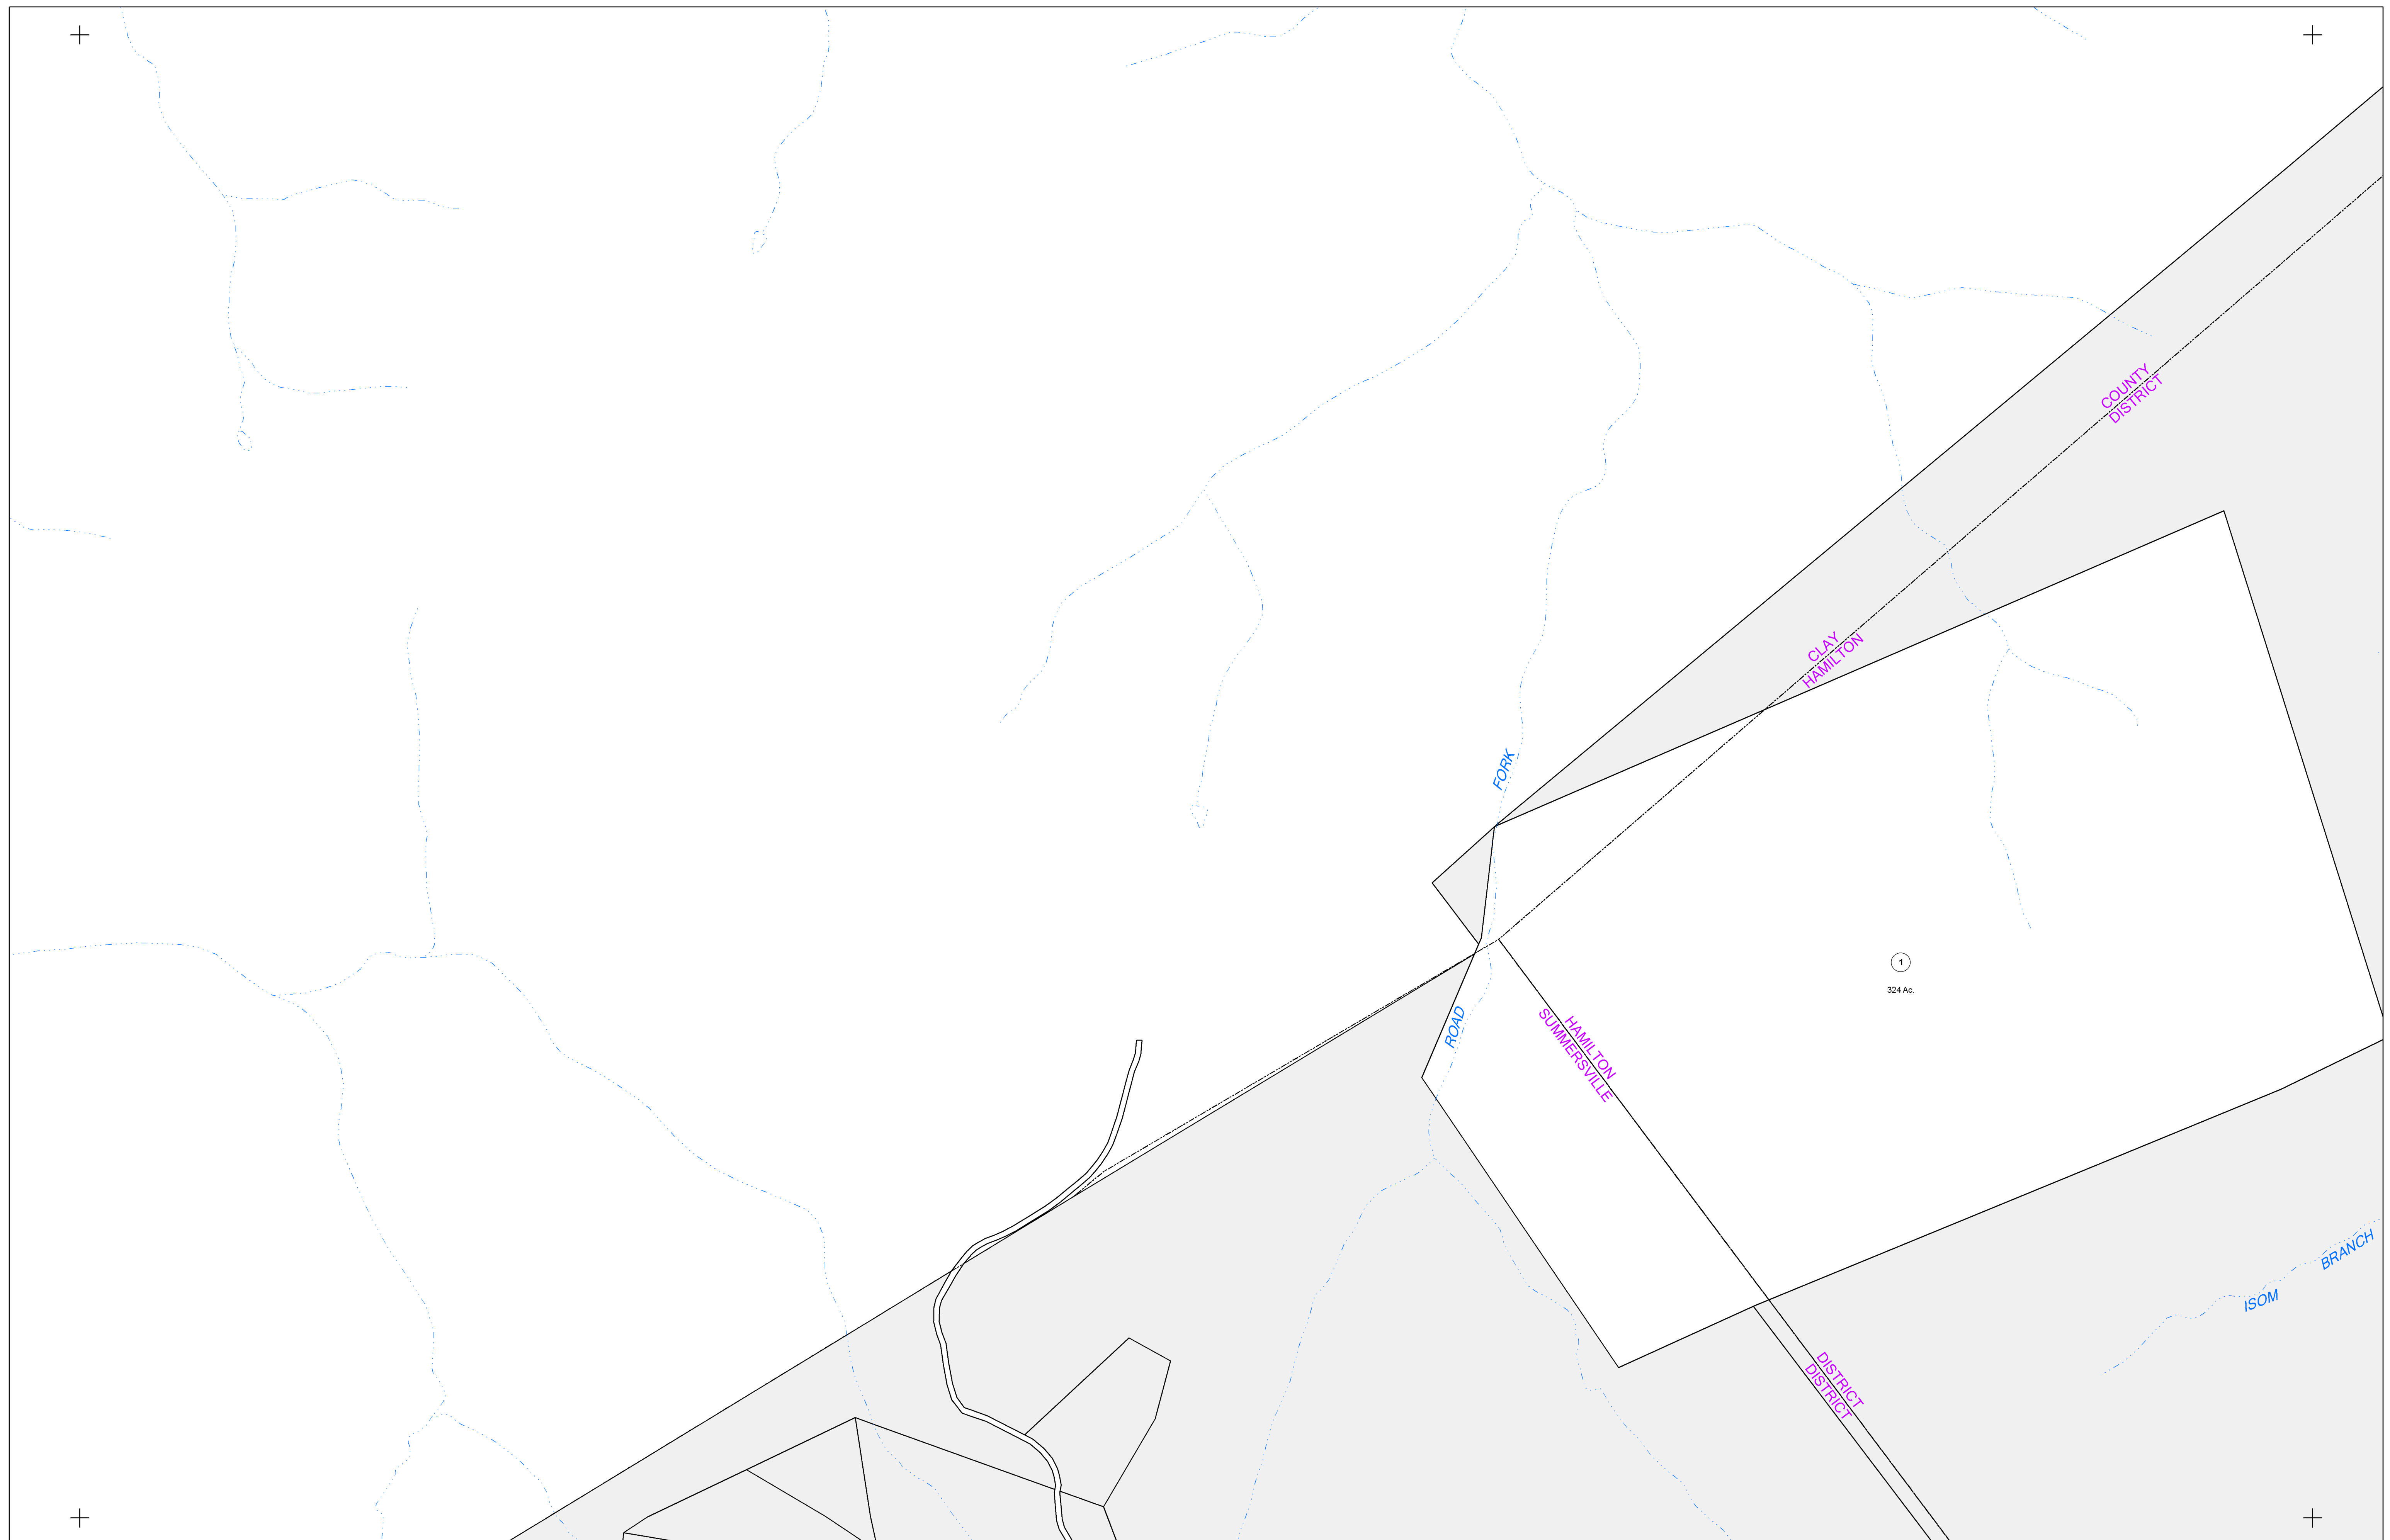 COUNTY
DISTRICT
CLAY
HAMILTON
FORK
1
324 Ac.
ROAD
HAMILTON
SUMMERSVILLE
BRANCH
ISOM
DISTRICT
DISTRICT